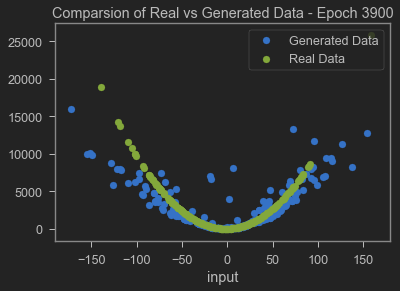 Comparsion of Real vs Generated Data - Epoch 3900
Generated Data
Real Data
25000
20000
15000
10000
5000
0
−150 −100 −50 0 50 100 150
input